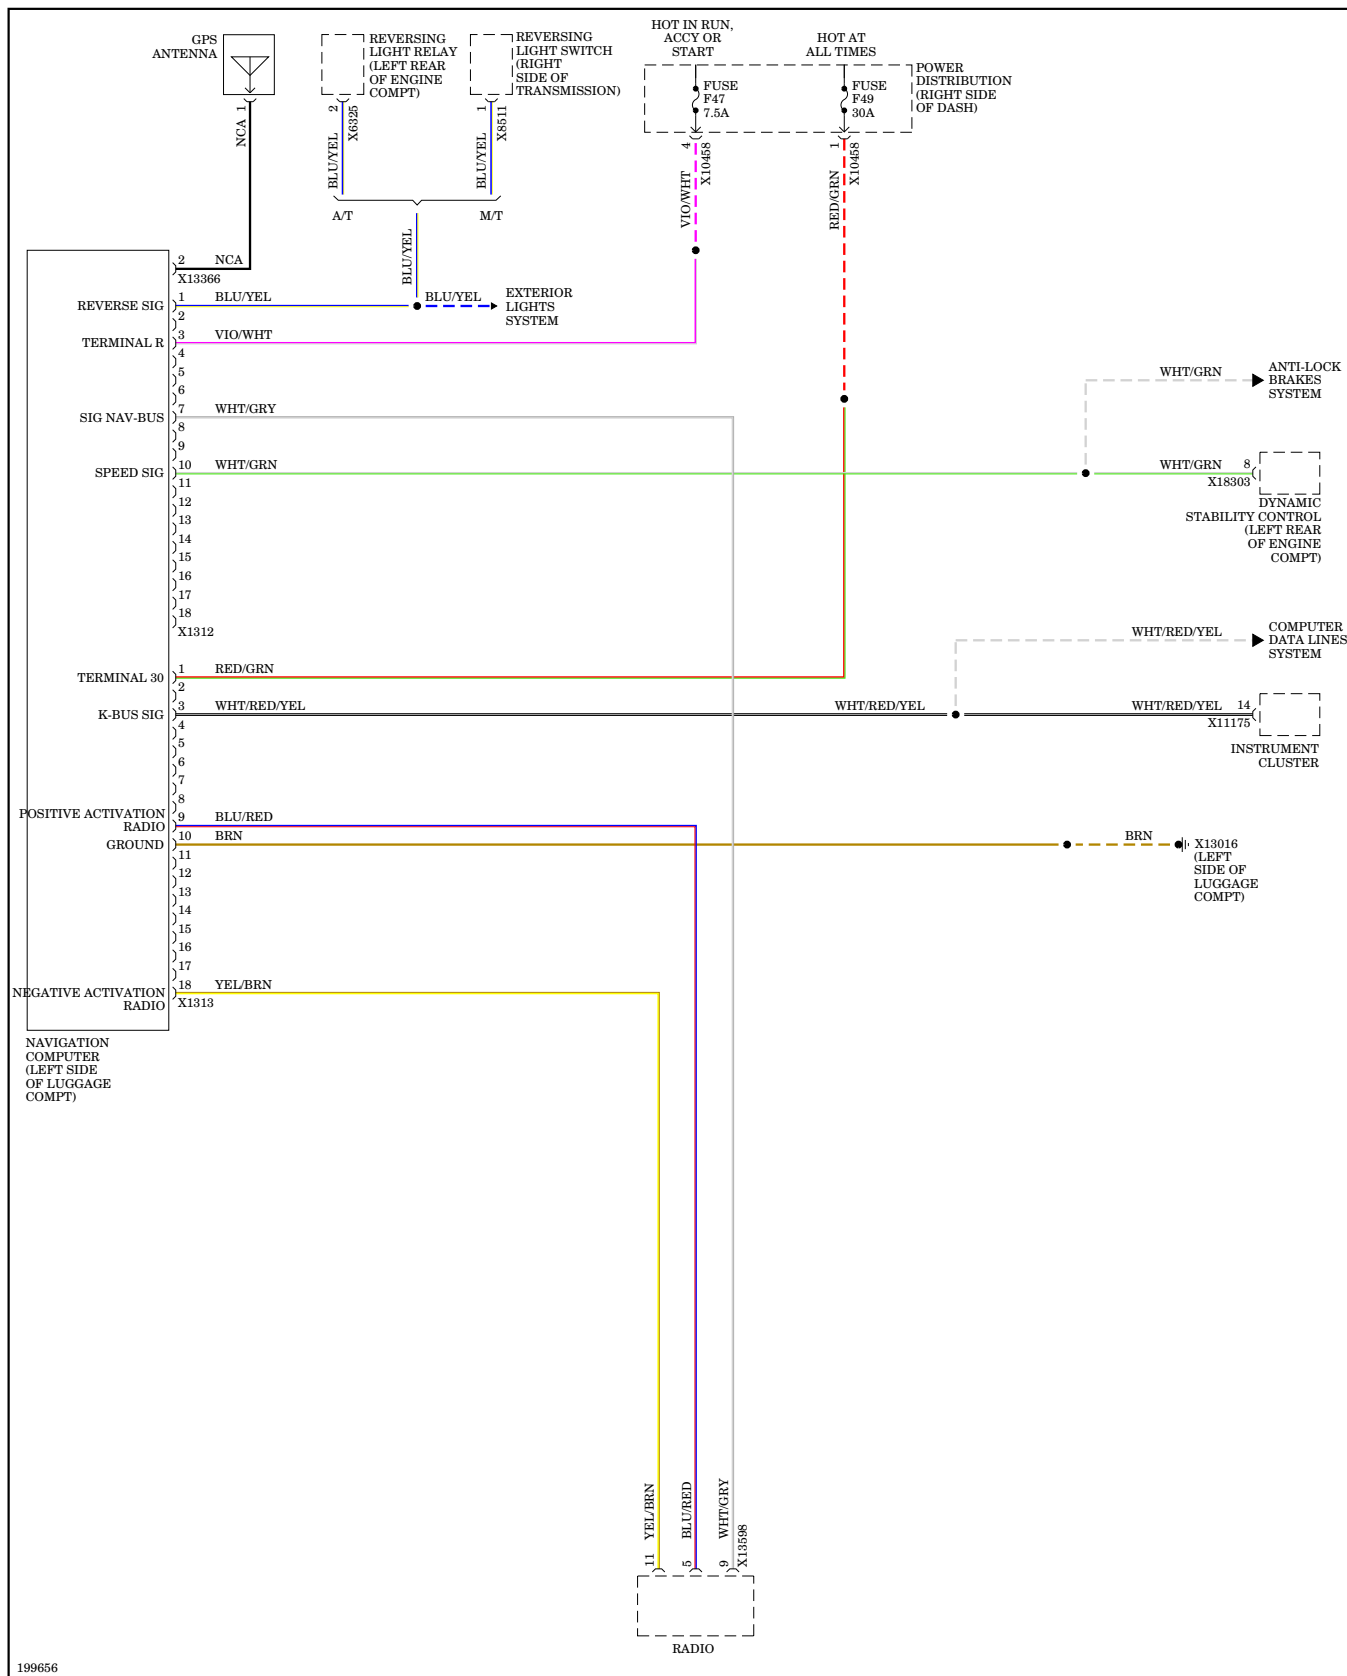 GPS
ANTENNA
1
NCA
REVERSING
LIGHT RELAY
(LEFT REAR
OF ENGINE
COMPT)
2
X6325
BLU/YEL
A/T
REVERSING
LIGHT SWITCH
(RIGHT
SIDE OF
TRANSMISSION)
1
X8511
BLU/YEL
M/T
BLU/YEL
HOT IN RUN,
ACCY OR
START
HOT AT
ALL TIMES
FUSE
F47
7.5A
FUSE
F49
30A
POWER
DISTRIBUTION
(RIGHT SIDE
OF DASH)
4
X10458
VIO/WHT
1
X10458
RED/GRN
2
NCA
X13366
REVERSE SIG
1
BLU/YEL
BLU/YEL
EXTERIOR
LIGHTS
SYSTEM
2
TERMINAL R
3
VIO/WHT
4
5
6
SIG NAV-BUS
7
WHT/GRY
8
9
SPEED SIG
10
WHT/GRN
11
12
13
14
15
16
17
18
X1312
WHT/GRN
ANTI-LOCK
BRAKES
SYSTEM
WHT/GRN
8
X18303
DYNAMIC
STABILITY CONTROL
(LEFT REAR
OF ENGINE
COMPT)
TERMINAL 30
1
RED/GRN
2
K-BUS SIG
3
WHT/RED/YEL
WHT/RED/YEL
WHT/RED/YEL
COMPUTER
DATA LINES
SYSTEM
WHT/RED/YEL
14
X11175
INSTRUMENT
CLUSTER
4
5
6
7
8
POSITIVE ACTIVATION
RADIO
9
BLU/RED
GROUND
10
BRN
BRN
X13016
(LEFT
SIDE OF
LUGGAGE
COMPT)
11
12
13
14
15
16
17
NEGATIVE ACTIVATION
RADIO
18
YEL/BRN
X1313
NAVIGATION
COMPUTER
(LEFT SIDE
OF LUGGAGE
COMPT)
YEL/BRN
11
BLU/RED
5
WHT/GRY
9
X13598
RADIO
199656